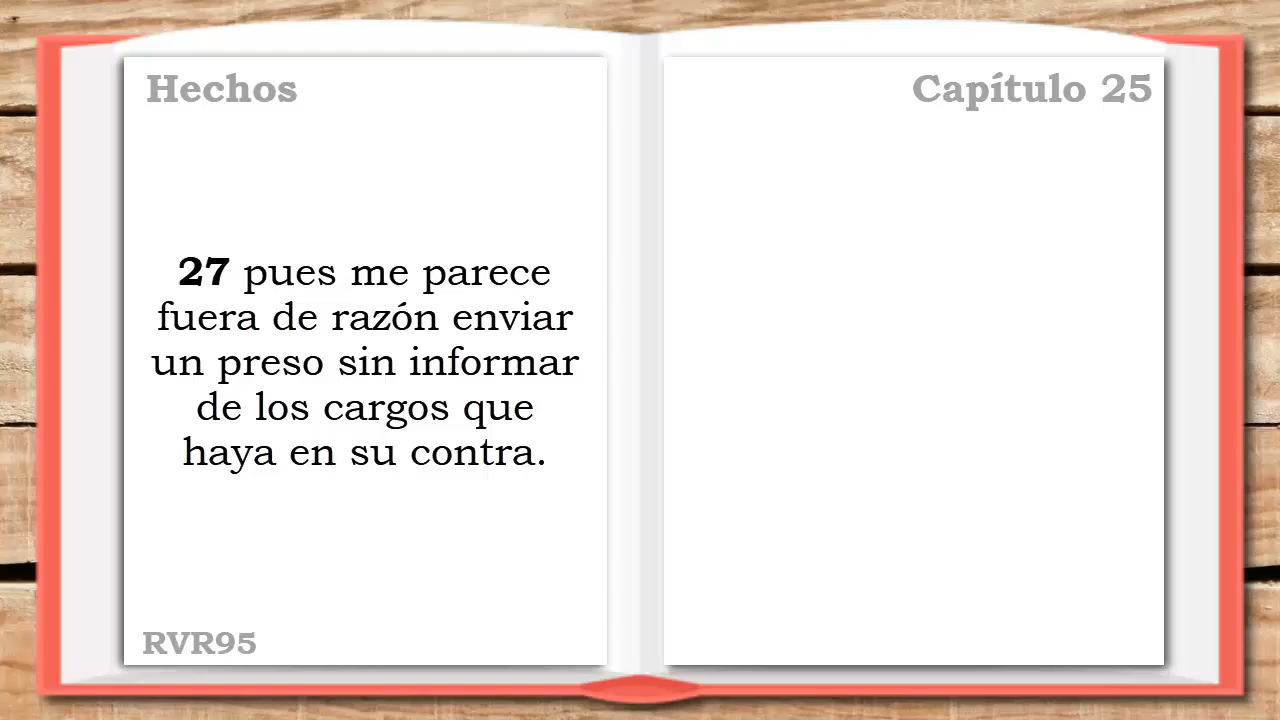 Hechos
27 pues me parece
fuera de razón enviar
un preso sin informar
de los cargos que
haya en su contra.
RVR95
Capítulo 25